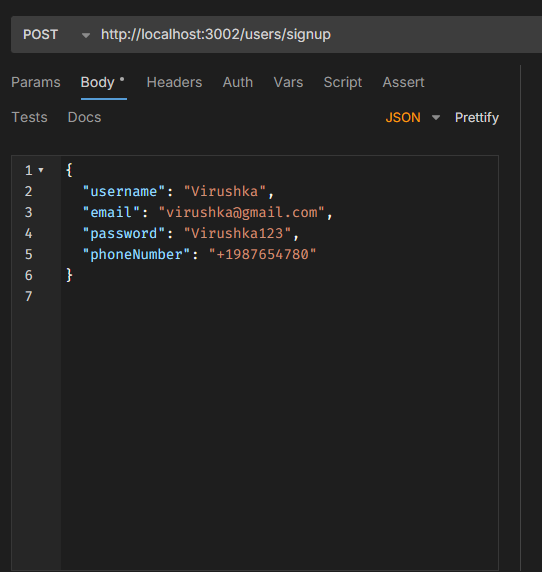 POST http://localhost:3002/users/signup
Params Body Headers Auth Vars Script Assert
Tests Docs JSON Prettify
1 {
2 "username": "Virushka",
3 "email": "virushka@gmail.com",
4 "password": "Virushka123",
5 "phoneNumber": "+1987654780"
6 }
7